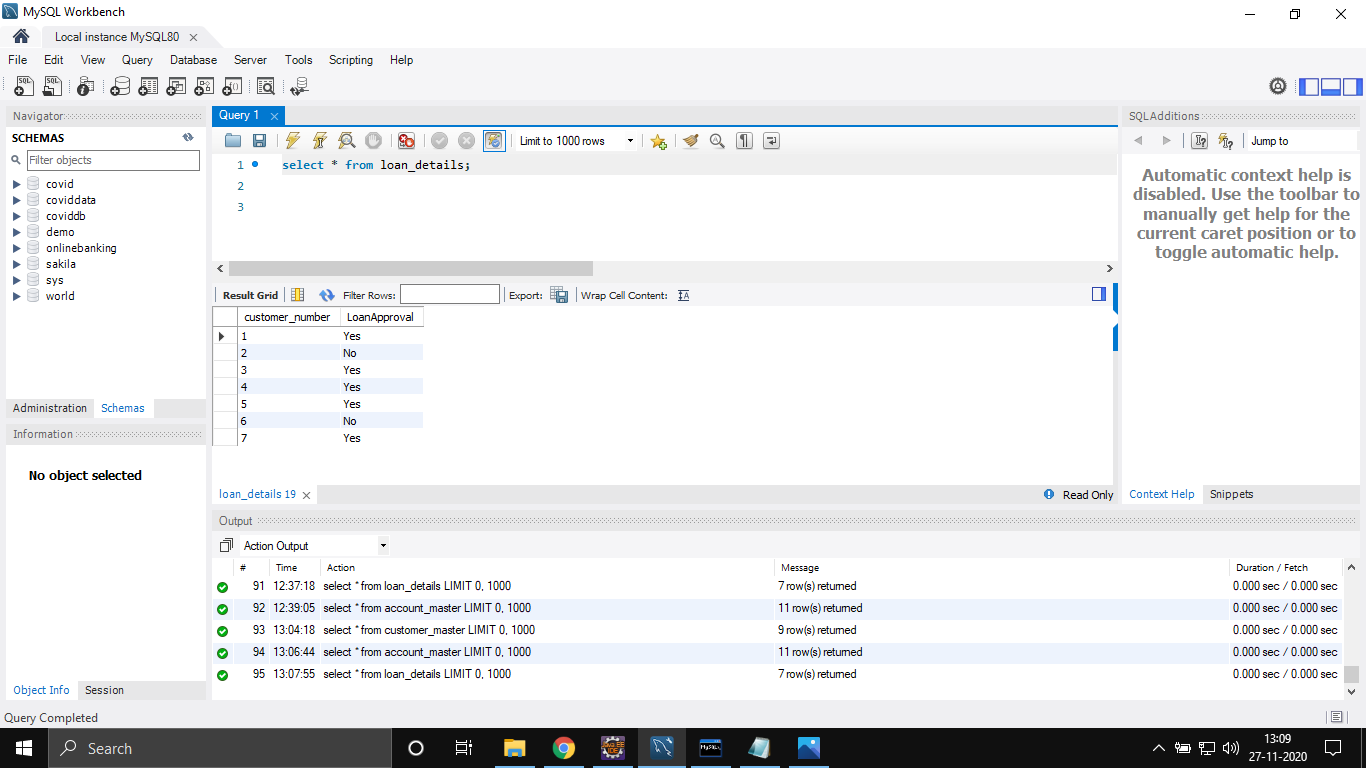 MySQL Workbench
Local instance MySQL80
File Edit View Query Database Server Tools Scripting Help
Navigator
SCHEMAS
Filter objects
covid
coviddata
coviddb
demo
onlinebanking
sakila
sys
world
Administration Schemas
Information
No object selected
Object Info Session
Query 1
Limit to 1000 rows
1 select * from loan_details;
2
3
Result Grid Filter Rows: Export: Wrap Cell Content:
customer_number LoanApproval
1 Yes
2 No
3 Yes
4 Yes
5 Yes
6 No
7 Yes
loan_details 19 Read Only
SQLAdditions
Jump to
Automatic context help is
disabled. Use the toolbar to
manually get help for the
current caret position or to
toggle automatic help.
Context Help Snippets
Output
Action Output
# Time Action Message Duration / Fetch
91 12:37:18 select * from loan_details LIMIT 0, 1000 7 row(s) returned 0.000 sec / 0.000 sec
92 12:39:05 select * from account_master LIMIT 0, 1000 11 row(s) returned 0.000 sec / 0.000 sec
93 13:04:18 select * from customer_master LIMIT 0, 1000 9 row(s) returned 0.000 sec / 0.000 sec
94 13:06:44 select * from account_master LIMIT 0, 1000 11 row(s) returned 0.000 sec / 0.000 sec
95 13:07:55 select * from loan_details LIMIT 0, 1000 7 row(s) returned 0.000 sec / 0.000 sec
Query Completed
Search
13:09
27-11-2020